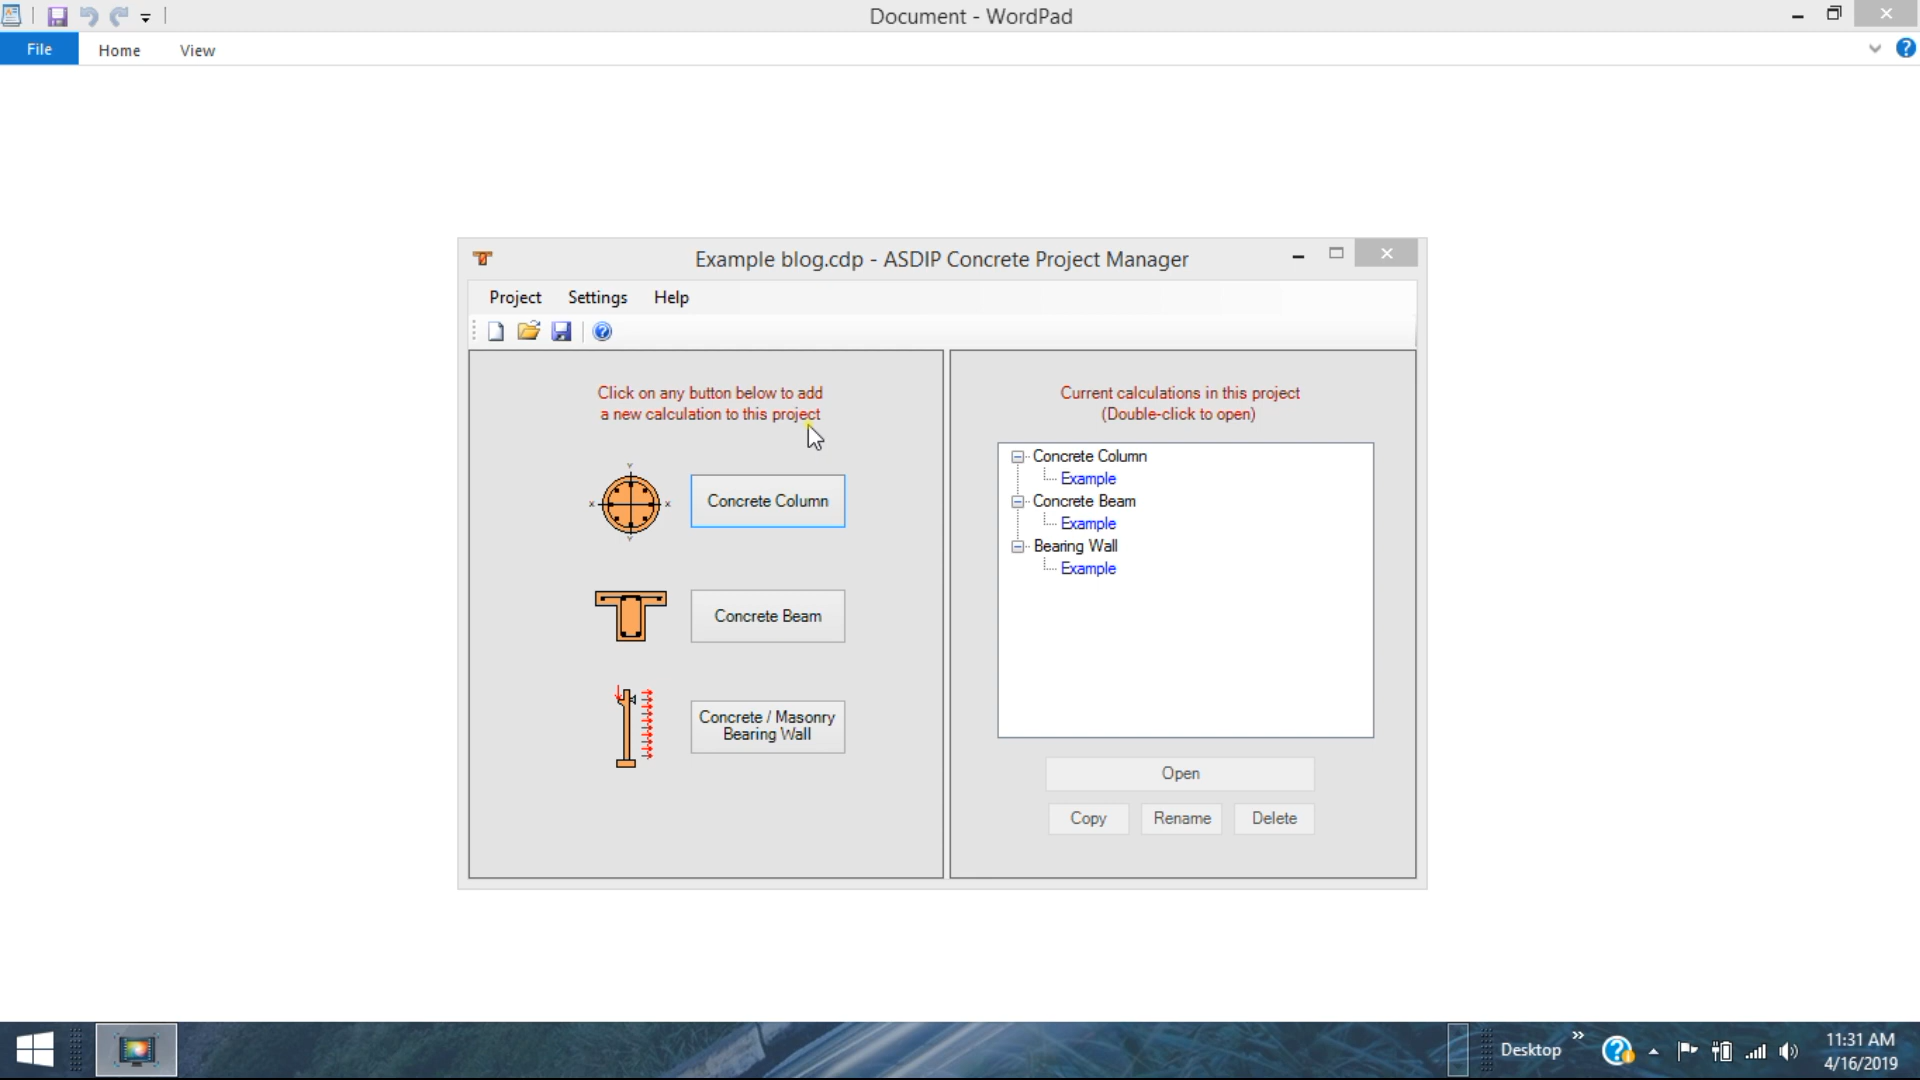 Document - WordPad
File
Home
View
Example blog.cdp - ASDIP Concrete Project Manager
Project
Settings
Help
Click on any button below to add
a new calculation to this project
Y
X
X
Y
Concrete Column
Concrete Beam
Concrete / Masonry
Bearing Wall
Current calculations in this project
(Double-click to open)
Concrete Column
Example
Concrete Beam
Example
Bearing Wall
Example
Open
Copy
Rename
Delete
Desktop
11:31 AM
4/16/2019